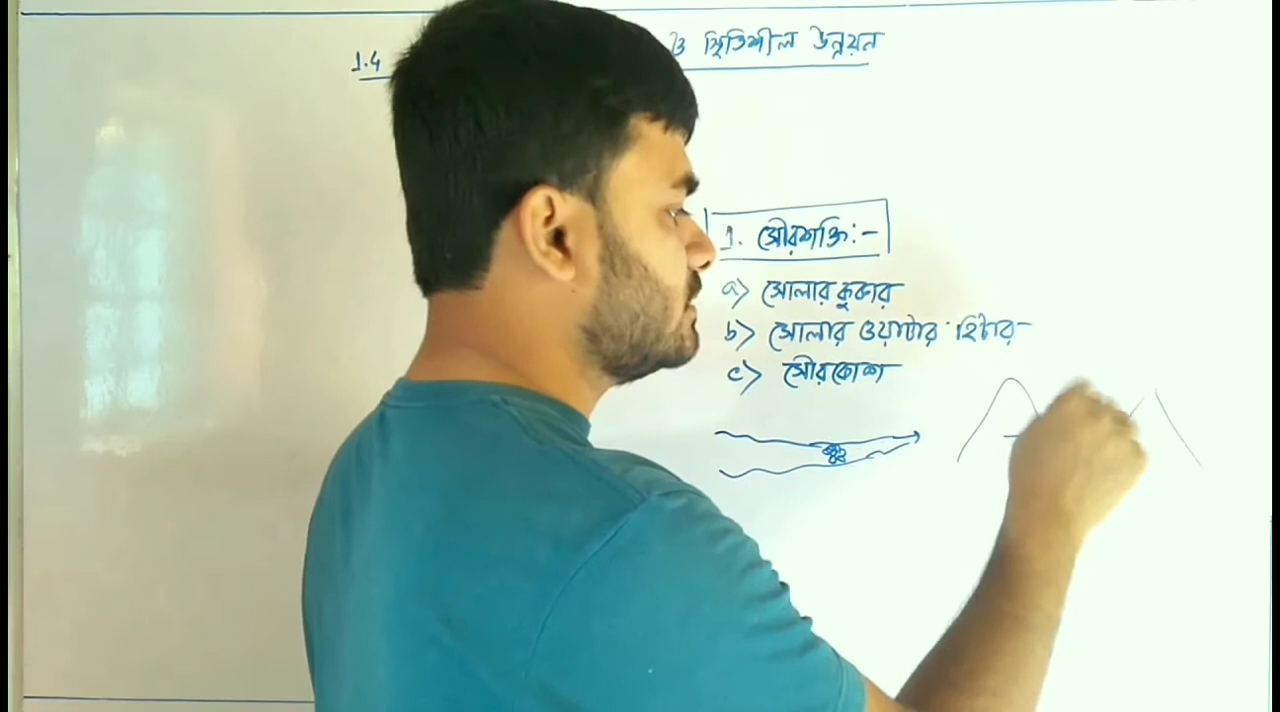 1.4 ও স্থিতিশীল উন্নয়ন
1. সৌরশক্তি:-
a> সোলার কুকার
b> সোলার ওয়াটার হিটার
c> সৌরকোশ